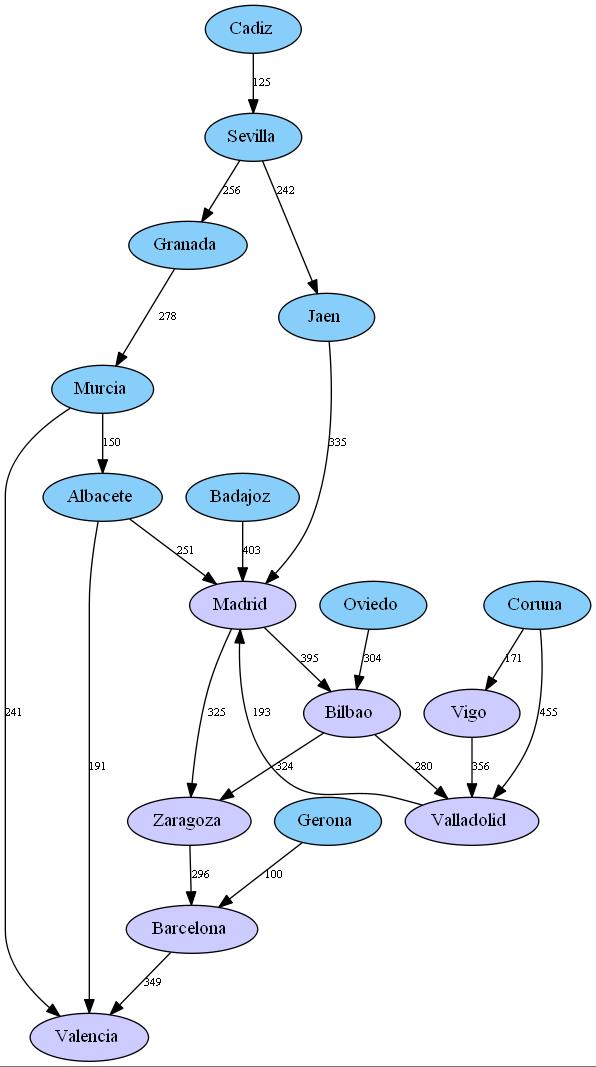 Cadiz
125
Sevilla
256
242
Granada
278
Jaen
Murcia
150
335
Albacete
Badajoz
251
403
Madrid
Oviedo
Coruna
395
304
171
Bilbao
Vigo
241
325
193
455
191
324
280
356
Zaragoza
Gerona
Valladolid
296
100
Barcelona
349
Valencia